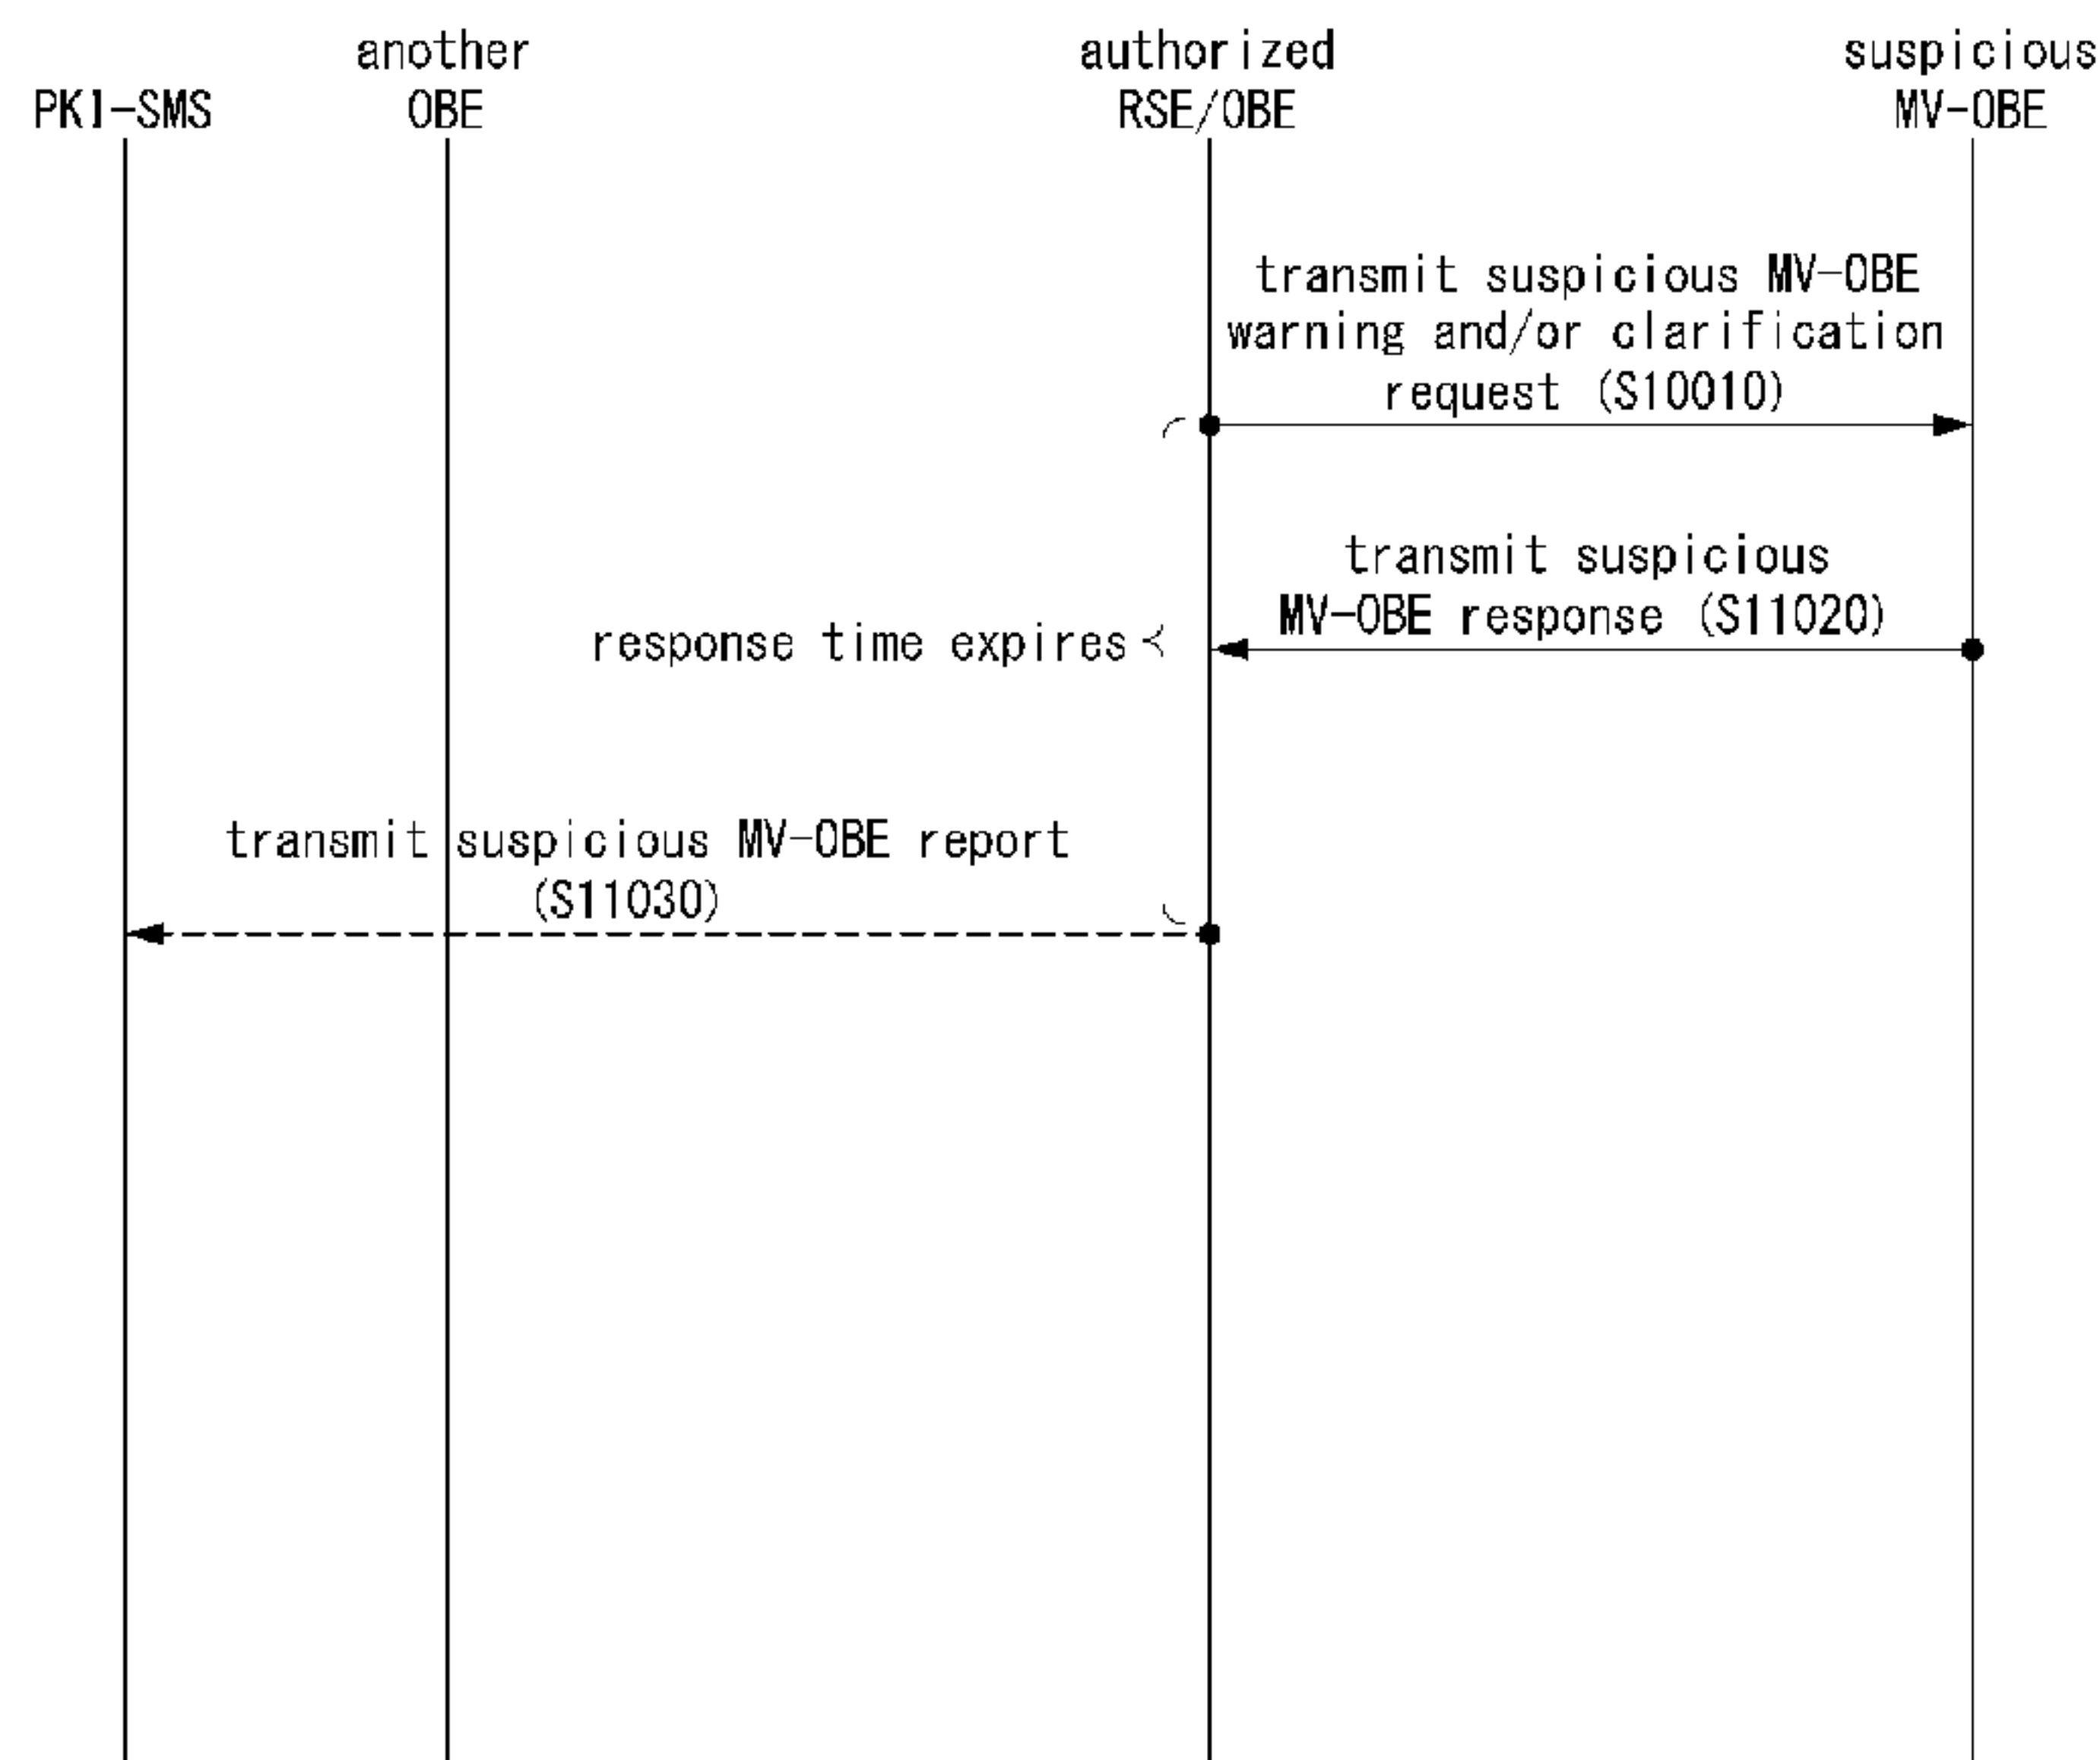 another
authorized
suspicious
PKI-SMS
OBE
RSE/OBE
MV-OBE
transmit suspicious MV-OBE
warning and/or clarification
request (S10010)
transmit suspicious
MV-OBE response (S11020)
response time expires
transmit suspicious MV-OBE report
(S11030)